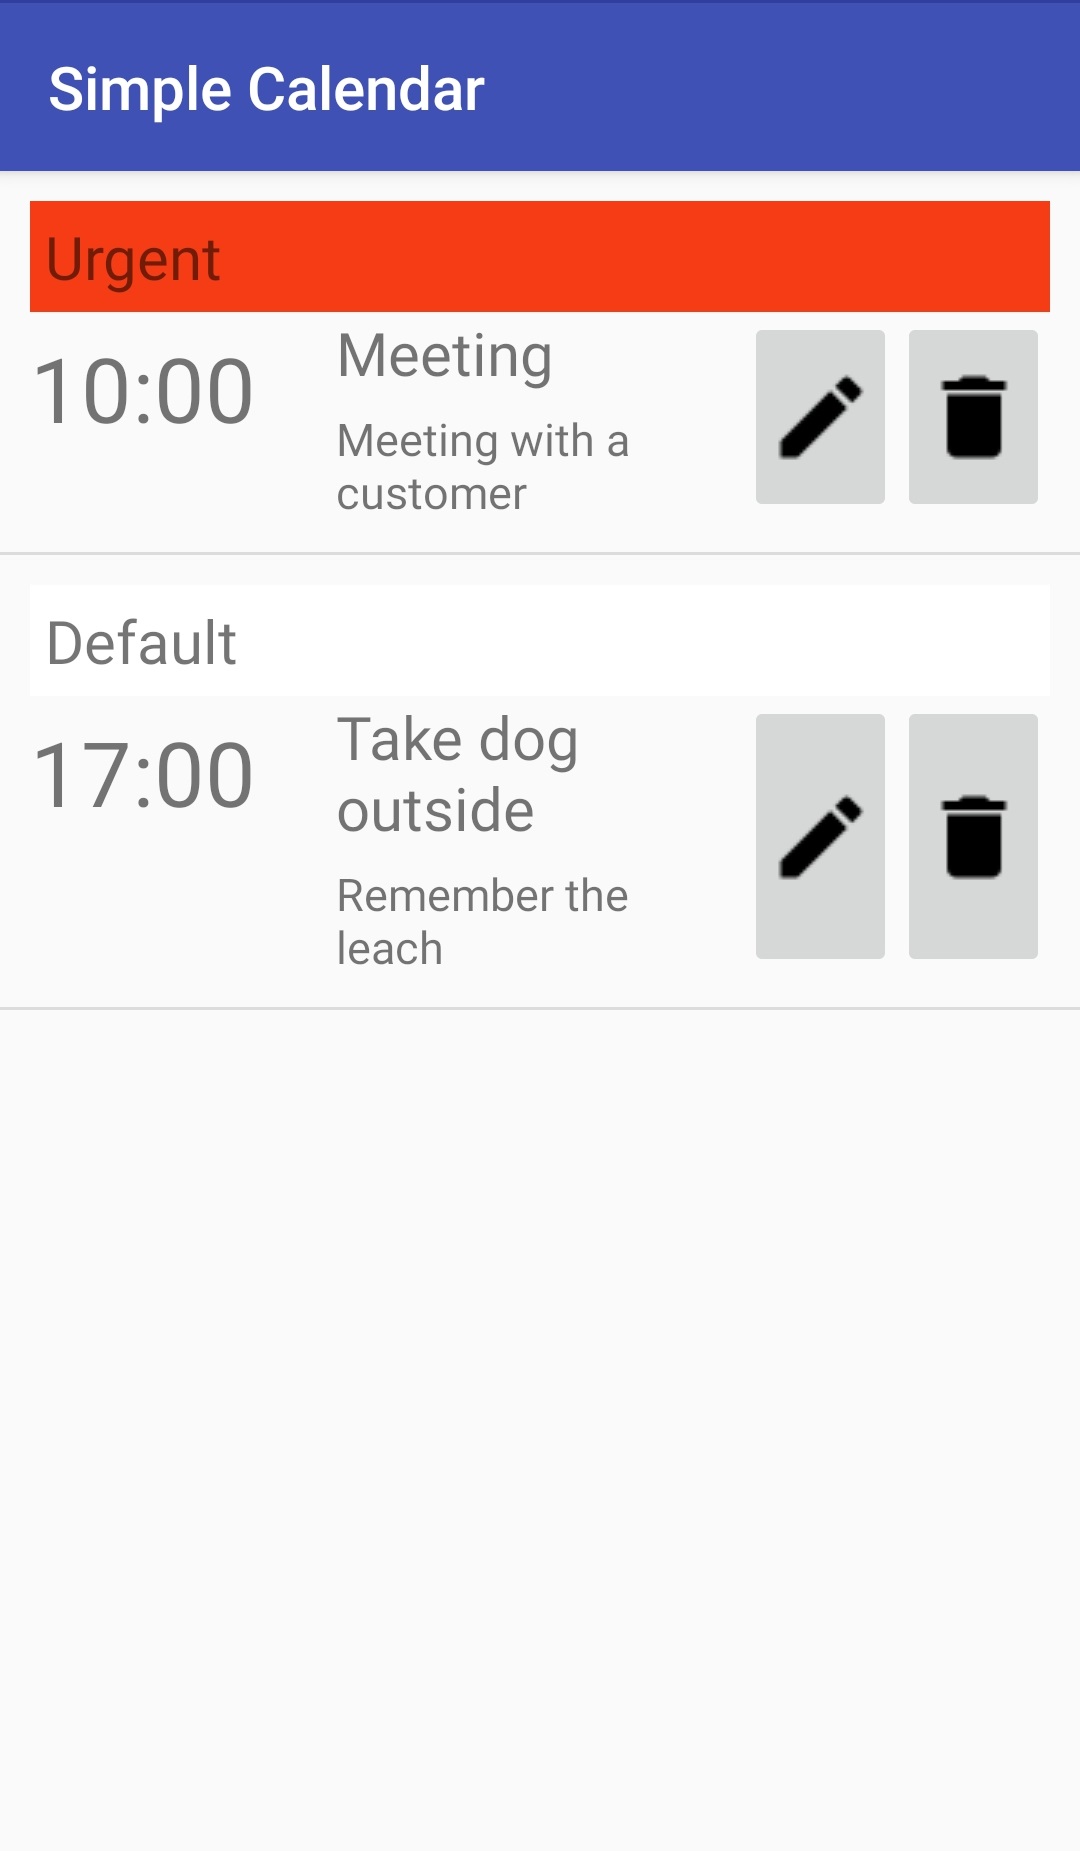 Simple Calendar
Urgent
10:00
Meeting
Meeting with a
customer
Default
17:00
Take dog
outside
Remember the
leach